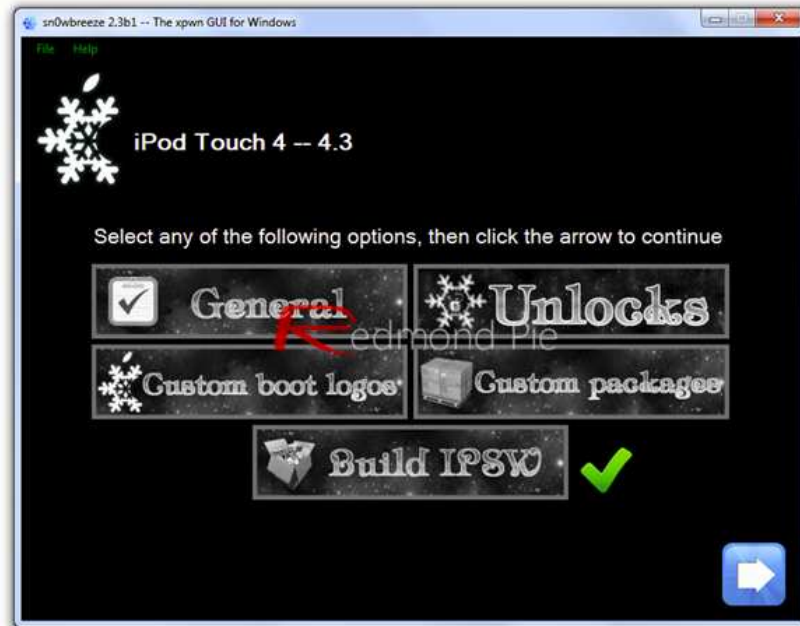 sn0wbreeze 2.3b1 -- The xpwn GUI for Windows
File Help
iPod Touch 4 -- 4.3
Select any of the following options, then click the arrow to continue
General
Unlocks
Redmond Pie
Custom boot logos
Custom packages
Build IPSW